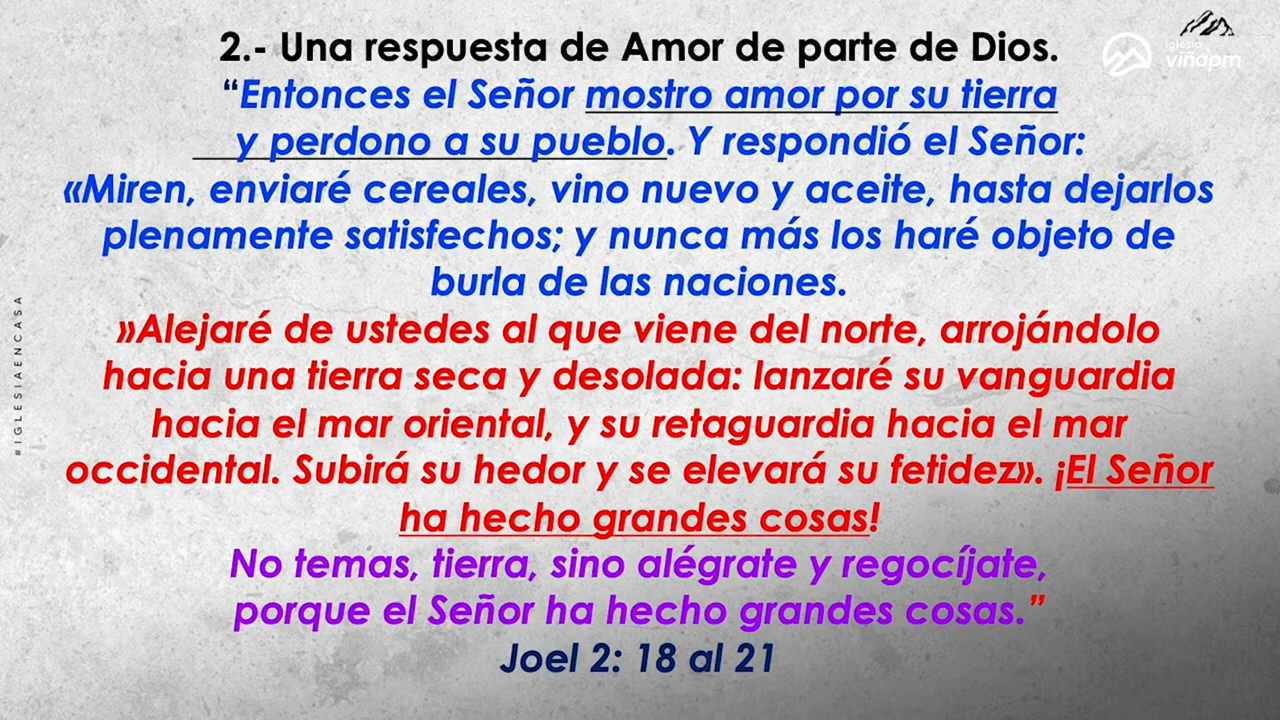 2.- Una respuesta de Amor de parte de Dios.
iglesia
viñapm
“Entonces el Señor mostro amor por su tierra
y perdono a su pueblo. Y respondió el Señor:
«Miren, enviaré cereales, vino nuevo y aceite, hasta dejarlos
plenamente satisfechos; y nunca más los haré objeto de
burla de las naciones.
»Alejaré de ustedes al que viene del norte, arrojándolo
hacia una tierra seca y desolada: lanzaré su vanguardia
hacia el mar oriental, y su retaguardia hacia el mar
occidental. Subirá su hedor y se elevará su fetidez». ¡El Señor
ha hecho grandes cosas!
No temas, tierra, sino alégrate y regocíjate,
porque el Señor ha hecho grandes cosas.”
Joel 2: 18 al 21
#IGLESIAENCASA